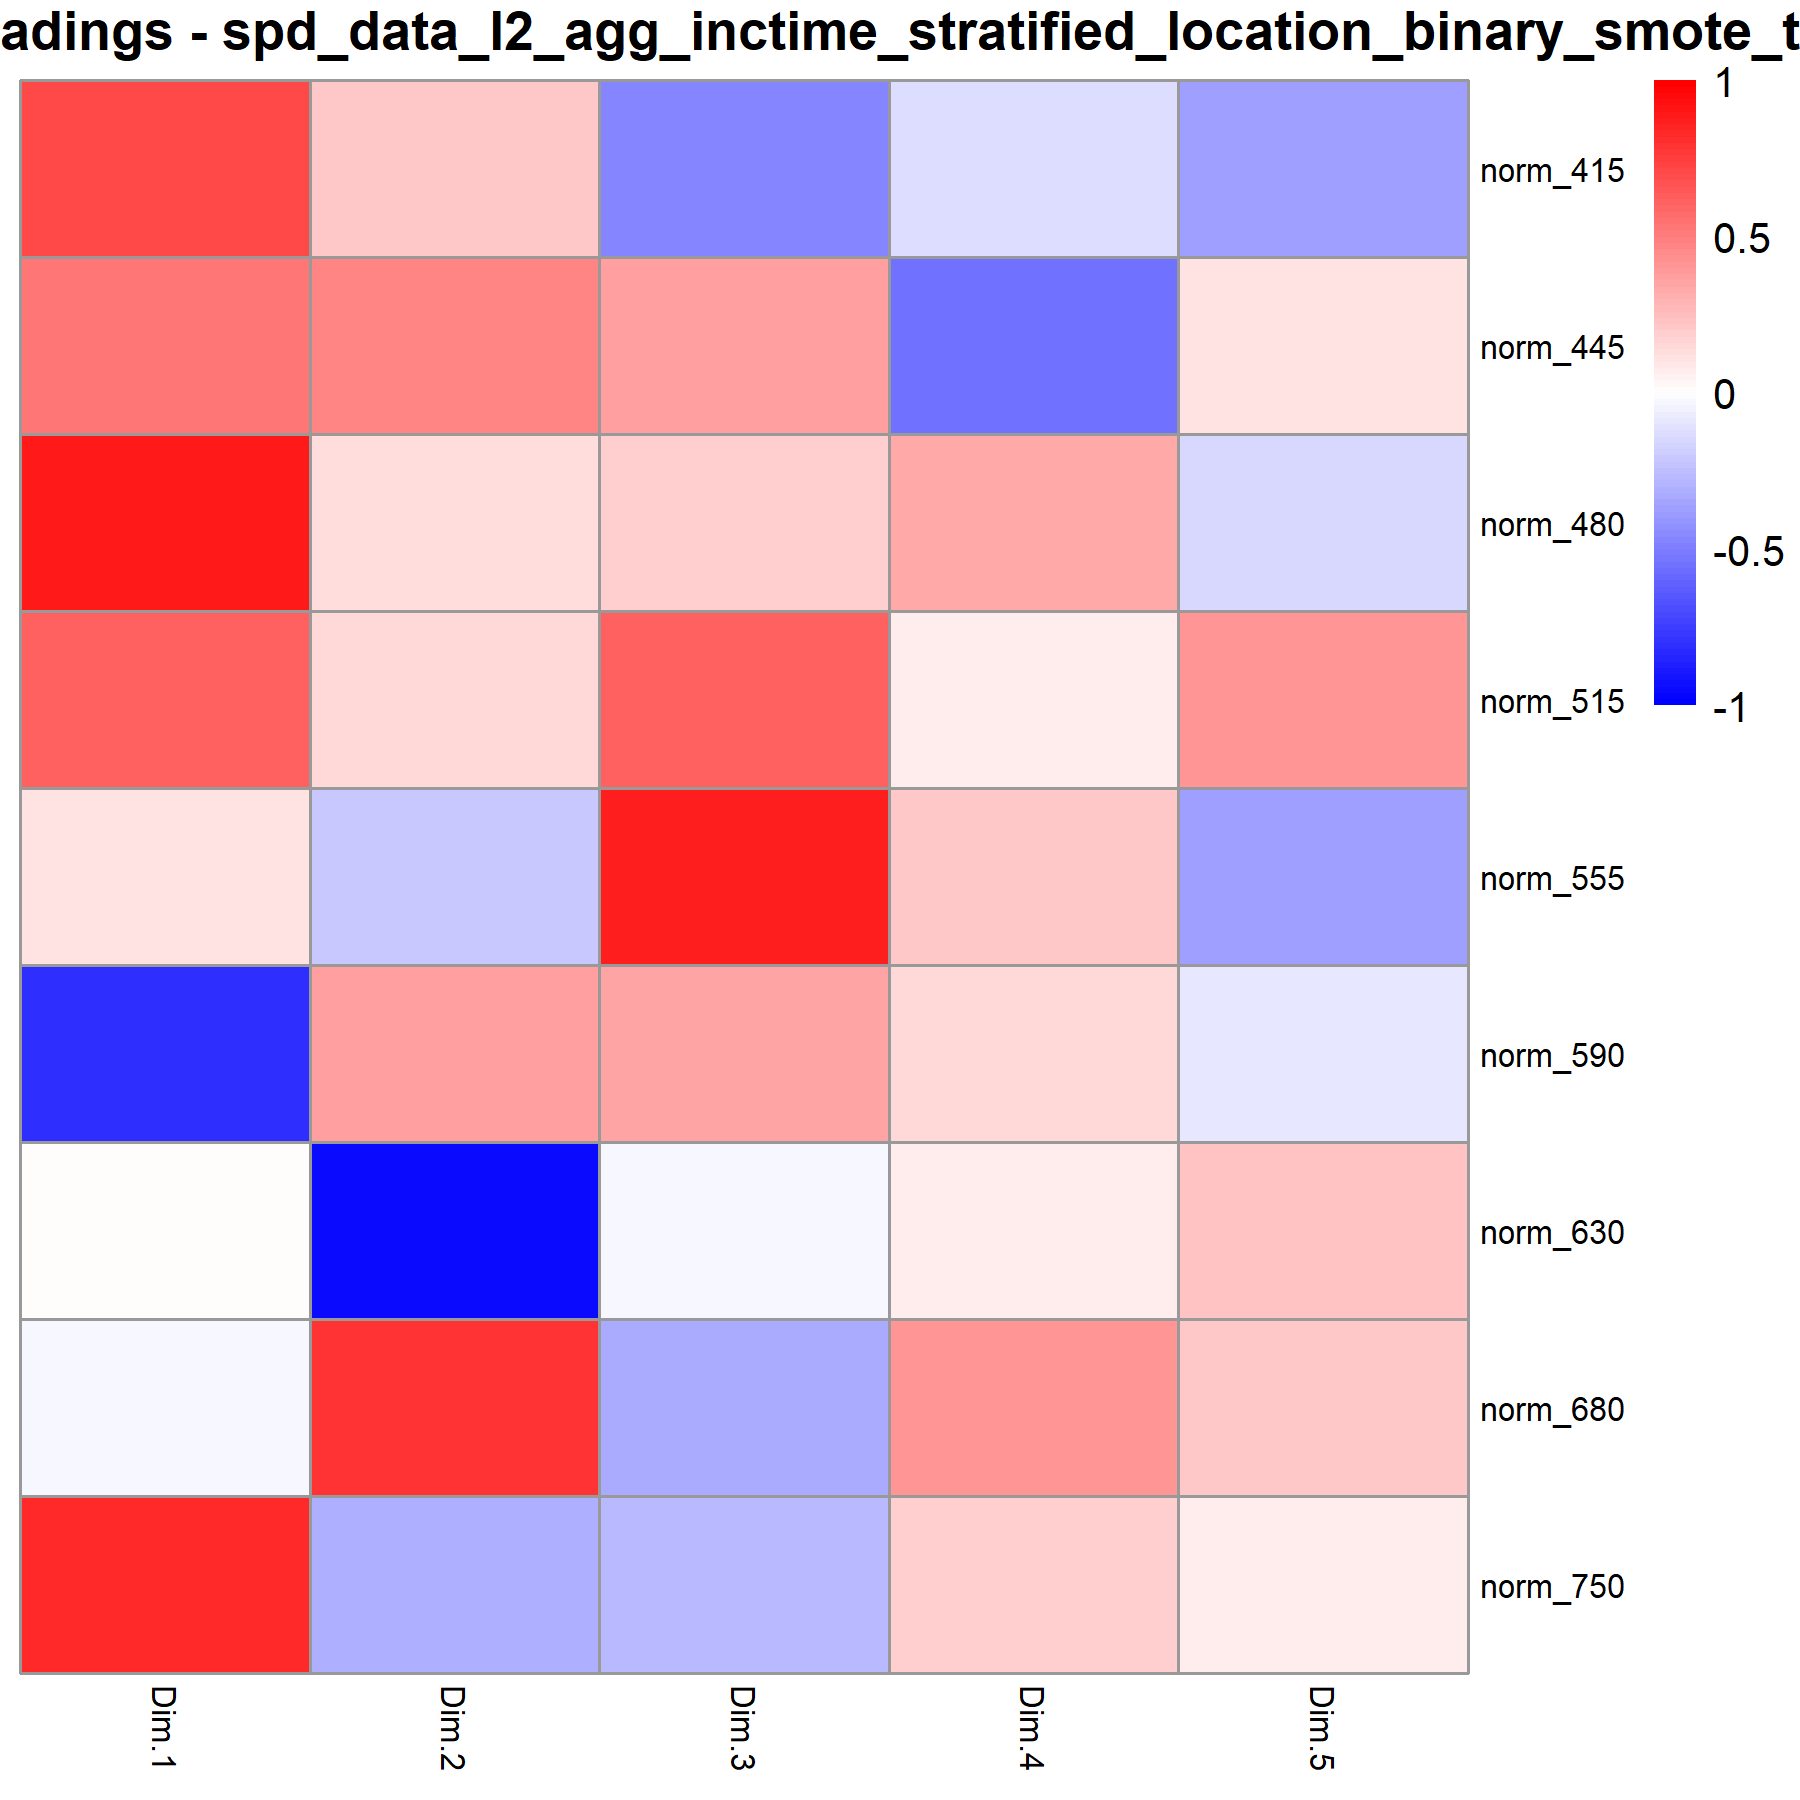 adings - spd_data_l2_agg_inctime_stratified_location_binary_smote_t
1
norm_415
0.5
norm_445
0
norm_480
-0.5
norm_515
-1
norm_555
norm_590
norm_630
norm_680
norm_750
Dim.1
Dim.2
Dim.3
Dim.4
Dim.5